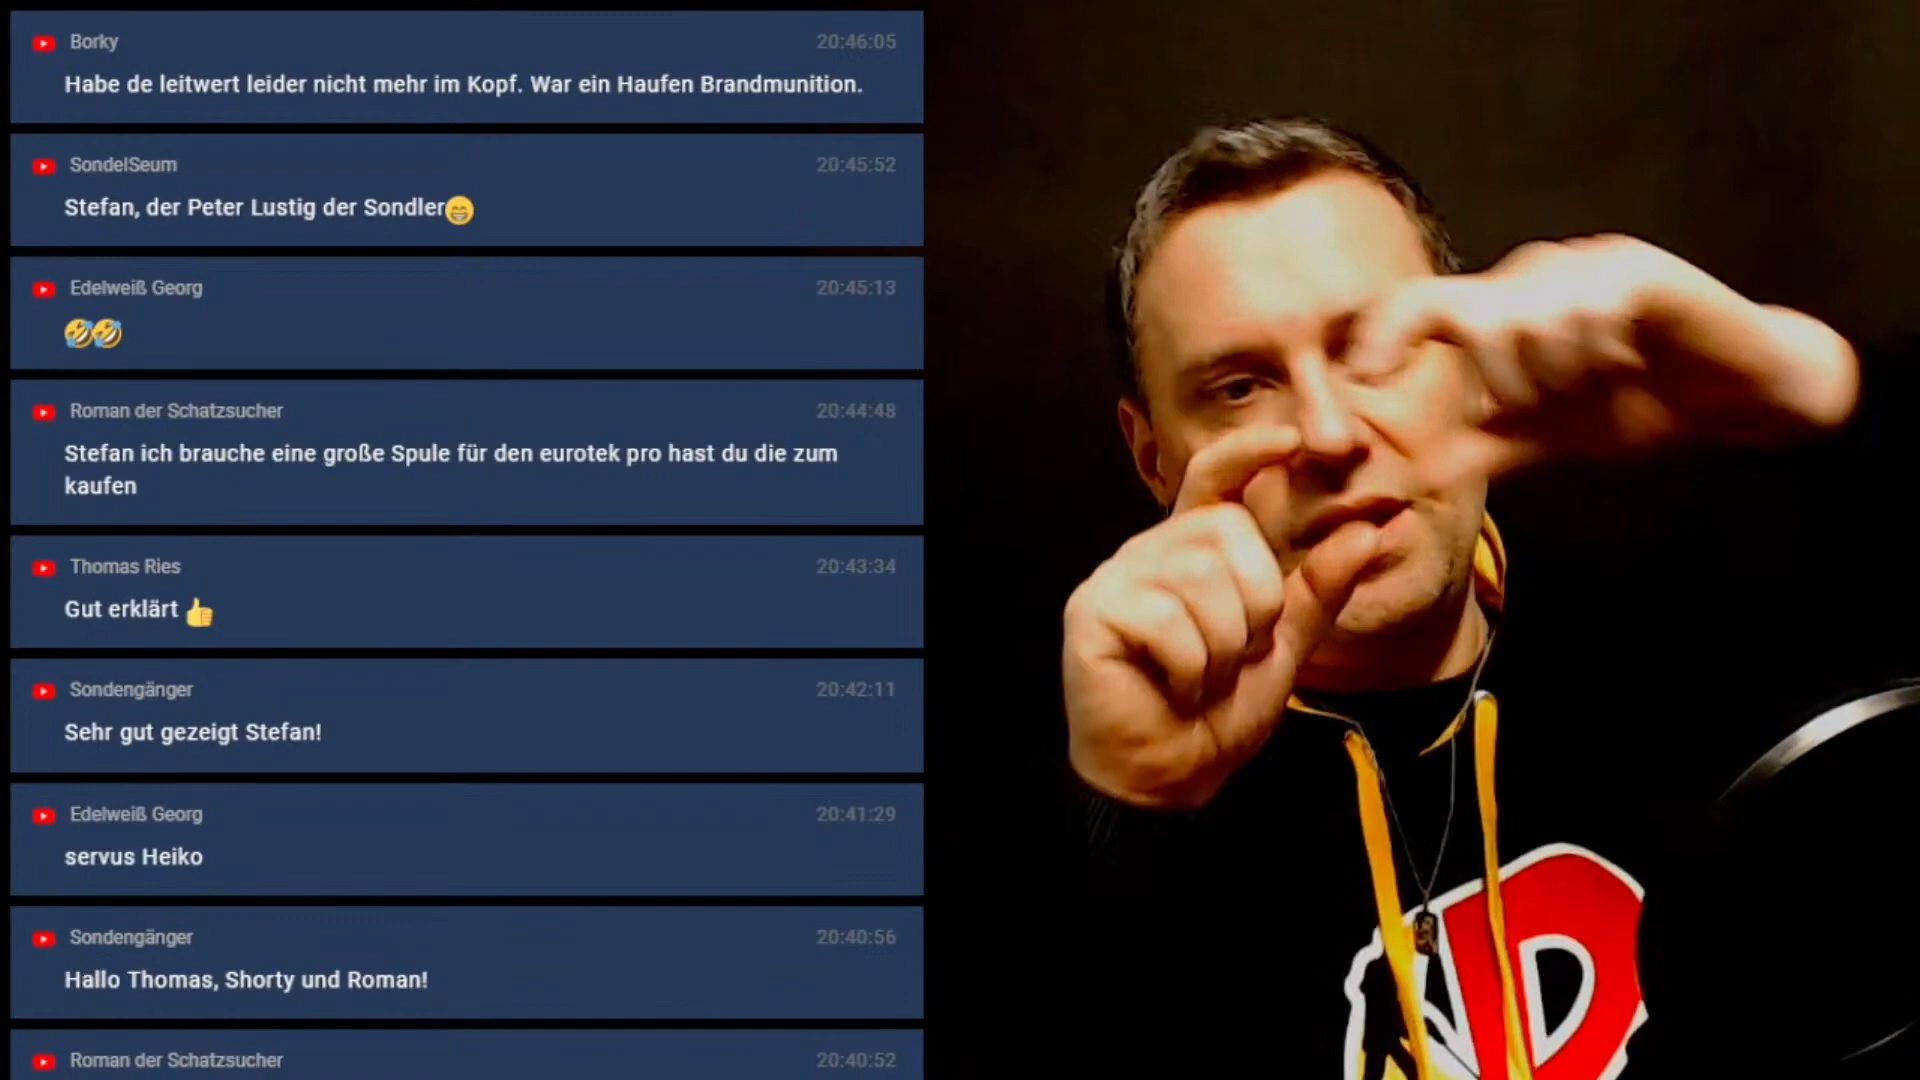 Borky 20:46:05
Habe de leitwert leider nicht mehr im Kopf. War ein Haufen Brandmunition.
SondelSeum 20:45:52
Stefan, der Peter Lustig der Sondler😁
Edelweiß Georg 20:45:13
🤣🤣
Roman der Schatzsucher 20:44:48
Stefan ich brauche eine große Spule für den eurotek pro hast du die zum
kaufen
Thomas Ries 20:43:34
Gut erklärt 👍
Sondengänger 20:42:11
Sehr gut gezeigt Stefan!
Edelweiß Georg 20:41:29
servus Heiko
Sondengänger 20:40:56
Hallo Thomas, Shorty und Roman!
Roman der Schatzsucher 20:40:52
D